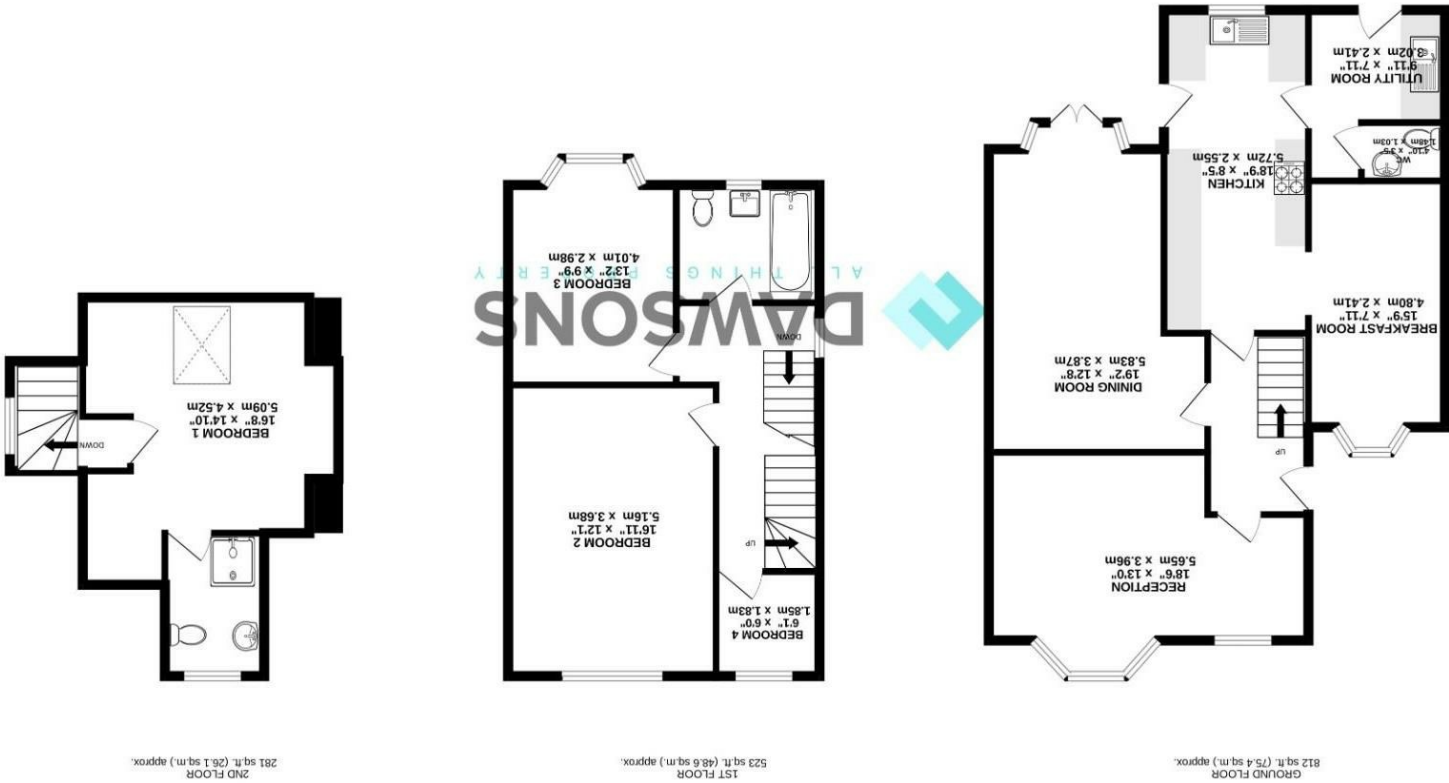 GROUND FLOOR
812 sq.ft. (75.4 sq.m.) approx.
RECEPTION
18'6" x 13'0"
5.65m x 3.96m
UP
DINING ROOM
19'2" x 12'8"
5.83m x 3.87m
BREAKFAST ROOM
15'9" x 7'11"
4.80m x 2.41m
KITCHEN
18'9" x 8'5"
5.72m x 2.55m
WC
4'10" x 3'5"
1.48m x 1.03m
UTILITY ROOM
9'11" x 7'11"
3.02m x 2.41m
1ST FLOOR
523 sq.ft. (48.6 sq.m.) approx.
BEDROOM 4
6'1" x 6'0"
1.85m x 1.83m
UP
BEDROOM 2
16'11" x 12'1"
5.16m x 3.68m
DOWN
BEDROOM 3
13'2" x 9'9"
4.01m x 2.98m
2ND FLOOR
281 sq.ft. (26.1 sq.m.) approx.
DOWN
BEDROOM 1
16'8" x 14'10"
5.09m x 4.52m
DAWSONS
ALL THINGS PROPERTY